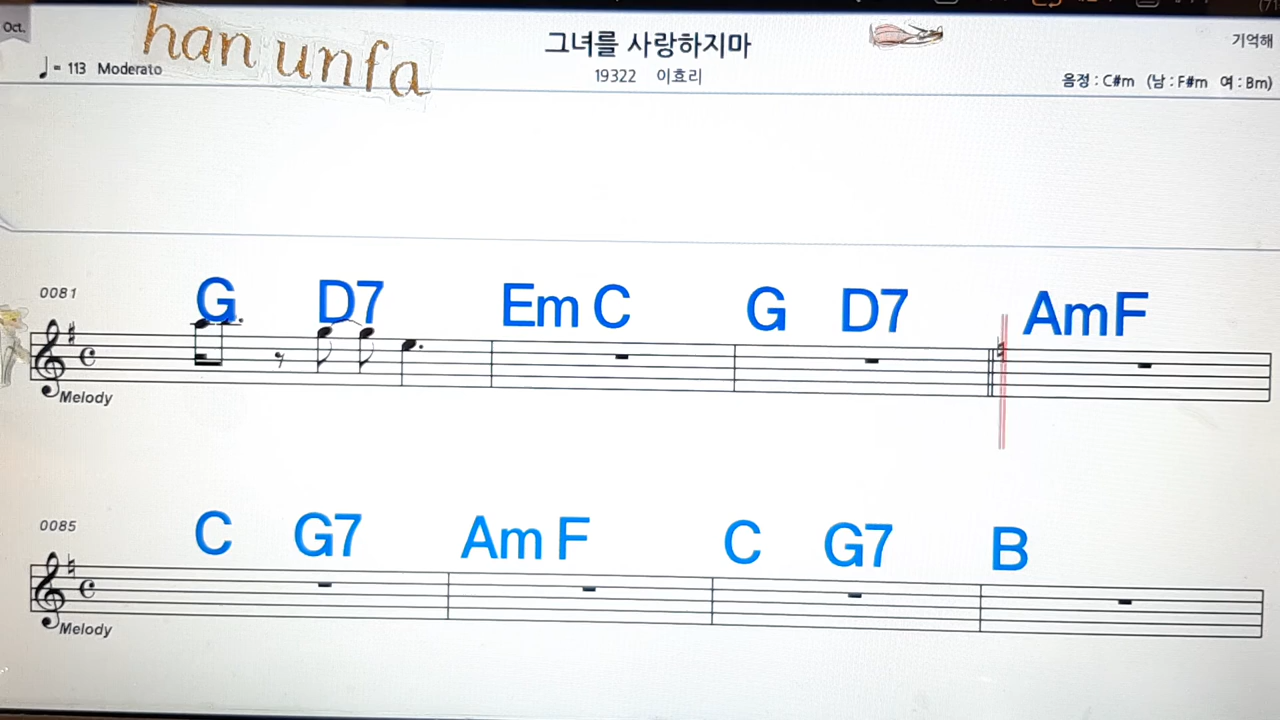 Oct.
han unfa
그녀를 사랑하지마
기억해
♩= 113 Moderato
19322 이효리
음정 : C#m (남 : F#m 여 : Bm)
0081
G D7 Em C G D7 Am F
Melody
0085
C G7 Am F C G7 B
Melody